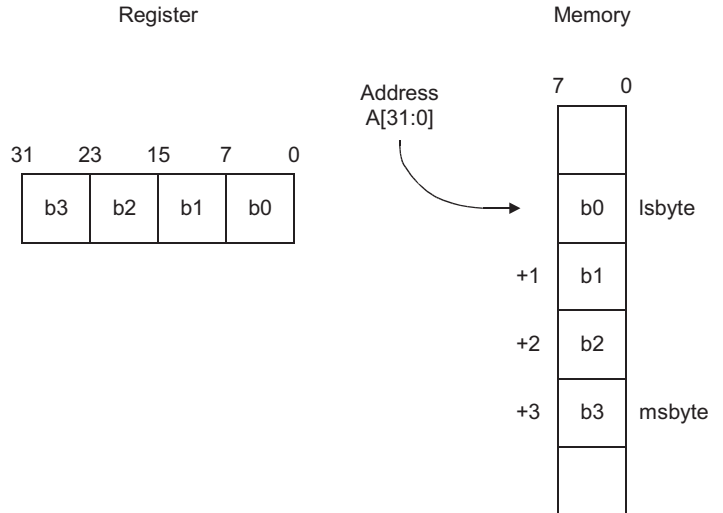 Register
Memory
7 0
Address
A[31:0]
31 23 15 7 0
b3 b2 b1 b0
b0 lsbyte
+1 b1
+2 b2
+3 b3 msbyte